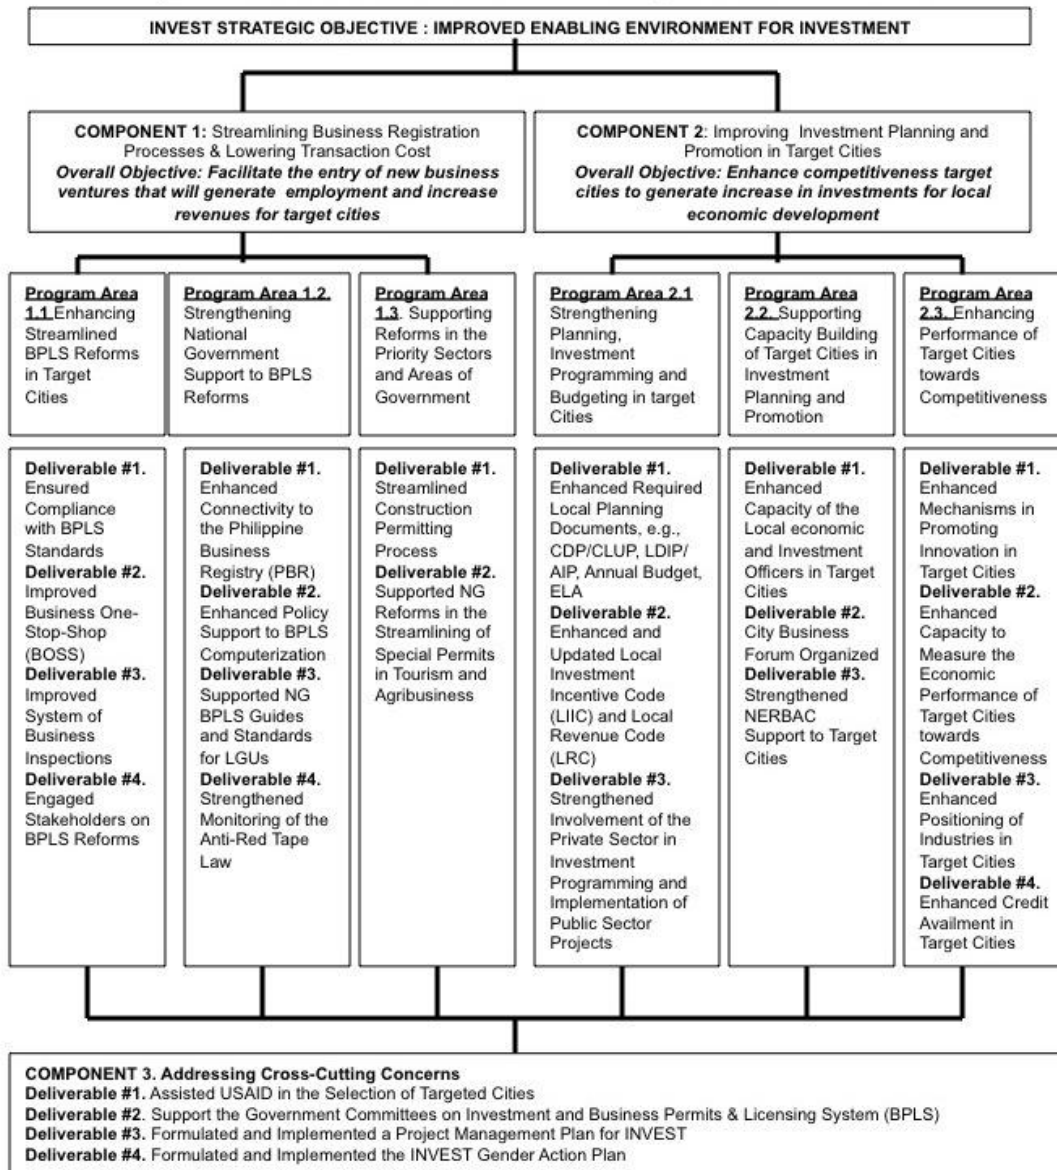 INVEST STRATEGIC OBJECTIVE : IMPROVED ENABLING ENVIRONMENT FOR INVESTMENT
COMPONENT 1: Streamlining Business Registration
Processes & Lowering Transaction Cost
Overall Objective: Facilitate the entry of new business
ventures that will generate employment and increase
revenues for target cities
COMPONENT 2: Improving Investment Planning and
Promotion in Target Cities
Overall Objective: Enhance competitiveness target
cities to generate increase in investments for local
economic development
Program Area
1.1 Enhancing
Streamlined
BPLS Reforms
in Target
Cities
Program Area 1.2.
Strengthening
National
Government
Support to BPLS
Reforms
Program Area
1.3. Supporting
Reforms in the
Priority Sectors
and Areas of
Government
Program Area 2.1
Strengthening
Planning,
Investment
Programming and
Budgeting in target
Cities
Program Area
2.2. Supporting
Capacity Building
of Target Cities in
Investment
Planning and
Promotion
Program Area
2.3. Enhancing
Performance of
Target Cities
towards
Competitiveness
Deliverable #1.
Ensured
Compliance
with BPLS
Standards
Deliverable #2.
Improved
Business One-
Stop-Shop
(BOSS)
Deliverable #3.
Improved
System of
Business
Inspections
Deliverable #4.
Engaged
Stakeholders on
BPLS Reforms
Deliverable #1.
Enhanced
Connectivity to
the Philippine
Business
Registry (PBR)
Deliverable #2.
Enhanced Policy
Support to BPLS
Computerization
Deliverable #3.
Supported NG
BPLS Guides
and Standards
for LGUs
Deliverable #4.
Strengthened
Monitoring of the
Anti-Red Tape
Law
Deliverable #1.
Streamlined
Construction
Permitting
Process
Deliverable #2.
Supported NG
Reforms in the
Streamlining of
Special Permits
in Tourism and
Agribusiness
Deliverable #1.
Enhanced Required
Local Planning
Documents, e.g.,
CDP/CLUP, LDIP/
AIP, Annual Budget,
ELA
Deliverable #2.
Enhanced and
Updated Local
Investment
Incentive Code
(LIIC) and Local
Revenue Code
(LRC)
Deliverable #3.
Strengthened
Involvement of the
Private Sector in
Investment
Programming and
Implementation of
Public Sector
Projects
Deliverable #1.
Enhanced
Capacity of the
Local economic
and Investment
Officers in Target
Cities
Deliverable #2.
City Business
Forum Organized
Deliverable #3.
Strengthened
NERBAC
Support to Target
Cities
Deliverable #1.
Enhanced
Mechanisms in
Promoting
Innovation in
Target Cities
Deliverable #2.
Enhanced
Capacity to
Measure the
Economic
Performance of
Target Cities
towards
Competitiveness
Deliverable #3.
Enhanced
Positioning of
Industries in
Target Cities
Deliverable #4.
Enhanced Credit
Availment in
Target Cities
COMPONENT 3. Addressing Cross-Cutting Concerns
Deliverable #1. Assisted USAID in the Selection of Targeted Cities
Deliverable #2. Support the Government Committees on Investment and Business Permits & Licensing System (BPLS)
Deliverable #3. Formulated and Implemented a Project Management Plan for INVEST
Deliverable #4. Formulated and Implemented the INVEST Gender Action Plan